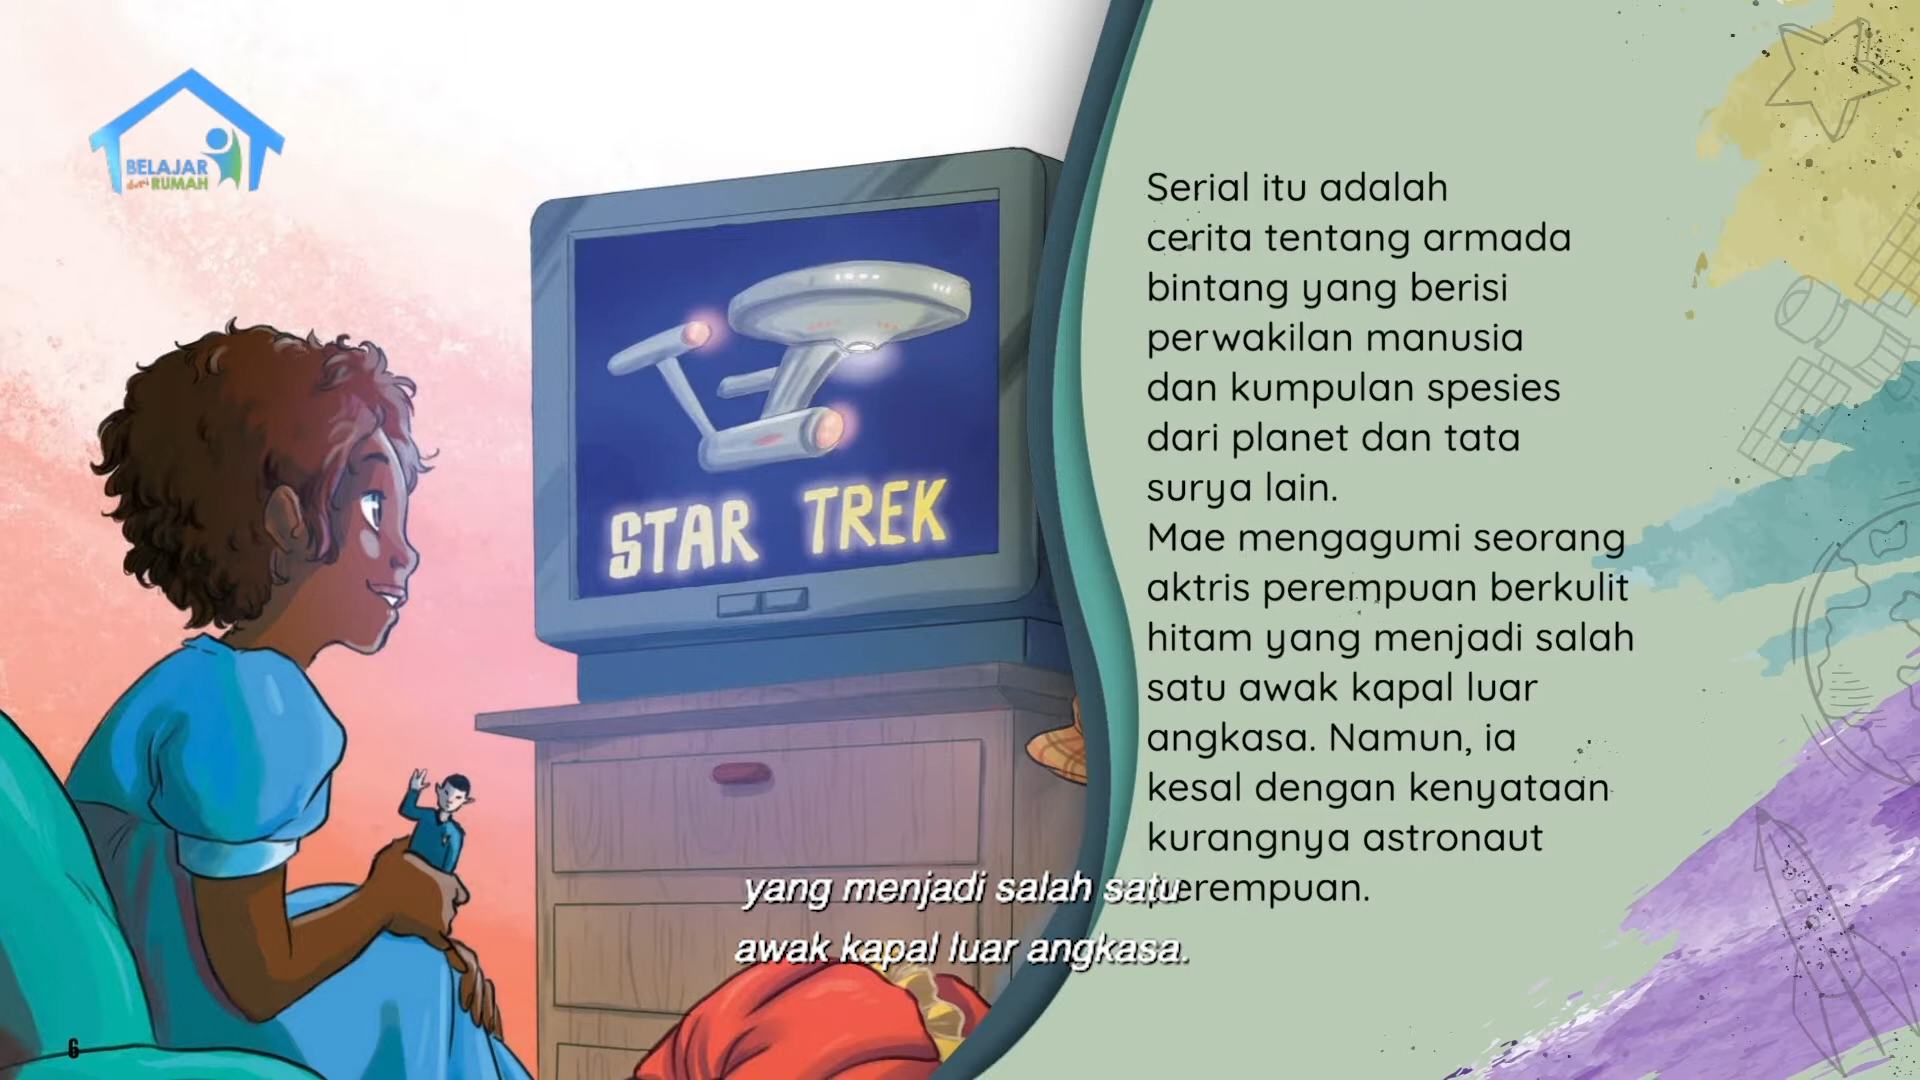 BELAJAR
dari RUMAH
STAR TREK
Serial itu adalah
cerita tentang armada
bintang yang berisi
perwakilan manusia
dan kumpulan spesies
dari planet dan tata
surya lain.
Mae mengagumi seorang
aktris perempuan berkulit
hitam yang menjadi salah
satu awak kapal luar
angkasa. Namun, ia
kesal dengan kenyataan
kurangnya astronaut
perempuan.
yang menjadi salah satu
awak kapal luar angkasa.
6